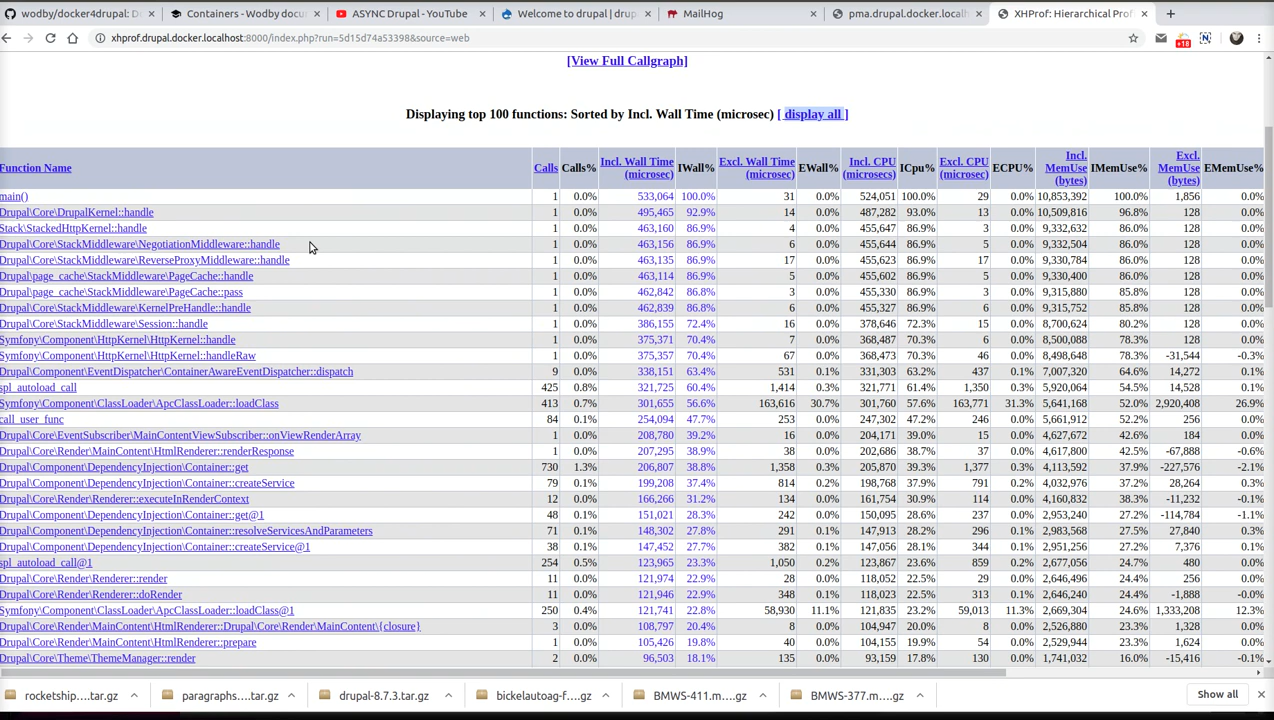 wodby/docker4drupal: D
Containers - Wodby docu
ASYNC Drupal - YouTube
Welcome to drupal | drup
MailHog
pma.drupal.docker.localh
XHProf: Hierarchical Prof
xhprof.drupal.docker.localhost:8000/index.php?run=5d15d74a53398&source=web
+18
[View Full Callgraph]
Displaying top 100 functions: Sorted by Incl. Wall Time (microsec) [ display all ]
Function Name Calls Calls% Incl. Wall Time (microsec) IWall% Excl. Wall Time (microsec) EWall% Incl. CPU (microsecs) ICpu% Excl. CPU (microsec) ECPU% Incl. MemUse (bytes) IMemUse% Excl. MemUse (bytes) EMemUse%
main() 1 0.0% 533,064 100.0% 31 0.0% 524,051 100.0% 29 0.0% 10,853,392 100.0% 1,856 0.0%
Drupal\Core\DrupalKernel::handle 1 0.0% 495,465 92.9% 14 0.0% 487,282 93.0% 13 0.0% 10,509,816 96.8% 128 0.0%
Stack\StackedHttpKernel::handle 1 0.0% 463,160 86.9% 4 0.0% 455,647 86.9% 3 0.0% 9,332,632 86.0% 128 0.0%
Drupal\Core\StackMiddleware\NegotiationMiddleware::handle 1 0.0% 463,156 86.9% 6 0.0% 455,644 86.9% 5 0.0% 9,332,504 86.0% 128 0.0%
Drupal\Core\StackMiddleware\ReverseProxyMiddleware::handle 1 0.0% 463,135 86.9% 17 0.0% 455,623 86.9% 17 0.0% 9,330,784 86.0% 128 0.0%
Drupal\page_cache\StackMiddleware\PageCache::handle 1 0.0% 463,114 86.9% 5 0.0% 455,602 86.9% 5 0.0% 9,330,400 86.0% 128 0.0%
Drupal\page_cache\StackMiddleware\PageCache::pass 1 0.0% 462,842 86.8% 3 0.0% 455,330 86.9% 3 0.0% 9,315,880 85.8% 128 0.0%
Drupal\Core\StackMiddleware\KernelPreHandle::handle 1 0.0% 462,839 86.8% 6 0.0% 455,327 86.9% 6 0.0% 9,315,752 85.8% 128 0.0%
Drupal\Core\StackMiddleware\Session::handle 1 0.0% 386,155 72.4% 16 0.0% 378,646 72.3% 15 0.0% 8,700,624 80.2% 128 0.0%
Symfony\Component\HttpKernel\HttpKernel::handle 1 0.0% 375,371 70.4% 7 0.0% 368,487 70.3% 6 0.0% 8,500,088 78.3% 128 0.0%
Symfony\Component\HttpKernel\HttpKernel::handleRaw 1 0.0% 375,357 70.4% 67 0.0% 368,473 70.3% 46 0.0% 8,498,648 78.3% -31,544 -0.3%
Drupal\Component\EventDispatcher\ContainerAwareEventDispatcher::dispatch 9 0.0% 338,151 63.4% 531 0.1% 331,303 63.2% 537 0.1% 7,007,320 64.6% 14,272 0.1%
spl_autoload_call 425 0.8% 321,725 60.4% 1,414 0.3% 321,771 61.4% 1,350 0.3% 5,920,064 54.5% 14,528 0.1%
Symfony\Component\ClassLoader\ApcClassLoader::loadClass 413 0.7% 301,655 56.6% 163,616 30.7% 301,760 57.6% 163,771 31.3% 5,641,168 52.0% 2,920,408 26.9%
call_user_func 84 0.1% 254,094 47.7% 253 0.0% 247,302 47.2% 246 0.0% 5,661,912 52.2% 256 0.0%
Drupal\Core\EventSubscriber\MainContentViewSubscriber::onViewRenderArray 1 0.0% 208,780 39.2% 16 0.0% 204,171 39.0% 15 0.0% 4,627,672 42.6% 184 0.0%
Drupal\Core\Render\MainContent\HtmlRenderer::renderResponse 1 0.0% 207,295 38.9% 38 0.0% 202,686 38.7% 37 0.0% 4,617,800 42.5% -67,888 -0.6%
Drupal\Component\DependencyInjection\Container::get 730 1.3% 206,807 38.8% 1,358 0.3% 205,870 39.3% 1,377 0.3% 4,113,592 37.9% -227,576 -2.1%
Drupal\Component\DependencyInjection\Container::createService 79 0.1% 199,208 37.4% 814 0.2% 198,768 37.9% 791 0.2% 4,032,976 37.2% 28,264 0.3%
Drupal\Core\Render\Renderer::executeInRenderContext 12 0.0% 166,266 31.2% 134 0.0% 161,754 30.9% 114 0.0% 4,160,832 38.3% -11,232 -0.1%
Drupal\Component\DependencyInjection\Container::get@1 48 0.1% 151,021 28.3% 242 0.0% 150,095 28.6% 237 0.0% 2,953,240 27.2% -114,784 -1.1%
Drupal\Component\DependencyInjection\Container::resolveServicesAndParameters 71 0.1% 148,302 27.8% 291 0.1% 147,913 28.2% 296 0.1% 2,983,568 27.5% 27,840 0.3%
Drupal\Component\DependencyInjection\Container::createService@1 38 0.1% 147,452 27.7% 382 0.1% 147,056 28.1% 344 0.1% 2,951,256 27.2% 7,376 0.1%
spl_autoload_call@1 254 0.5% 123,965 23.3% 1,050 0.2% 123,867 23.6% 859 0.2% 2,677,056 24.7% 480 0.0%
Drupal\Core\Render\Renderer::render 11 0.0% 121,974 22.9% 28 0.0% 118,052 22.5% 29 0.0% 2,646,496 24.4% 256 0.0%
Drupal\Core\Render\Renderer::doRender 11 0.0% 121,946 22.9% 348 0.1% 118,023 22.5% 313 0.1% 2,646,240 24.4% -1,888 -0.0%
Symfony\Component\ClassLoader\ApcClassLoader::loadClass@1 250 0.4% 121,741 22.8% 58,930 11.1% 121,835 23.2% 59,013 11.3% 2,669,304 24.6% 1,333,208 12.3%
Drupal\Core\Render\MainContent\HtmlRenderer::Drupal\Core\Render\MainContent\{closure} 3 0.0% 108,797 20.4% 8 0.0% 104,947 20.0% 8 0.0% 2,526,880 23.3% 1,328 0.0%
Drupal\Core\Render\MainContent\HtmlRenderer::prepare 1 0.0% 105,426 19.8% 40 0.0% 104,155 19.9% 54 0.0% 2,529,944 23.3% 1,624 0.0%
Drupal\Core\Theme\ThemeManager::render 2 0.0% 96,503 18.1% 135 0.0% 93,159 17.8% 130 0.0% 1,741,032 16.0% -15,416 -0.1%
rocketship....tar.gz
paragraphs....tar.gz
drupal-8.7.3.tar.gz
bickelautoag-f....gz
BMWS-411.m....gz
BMWS-377.m....gz
Show all